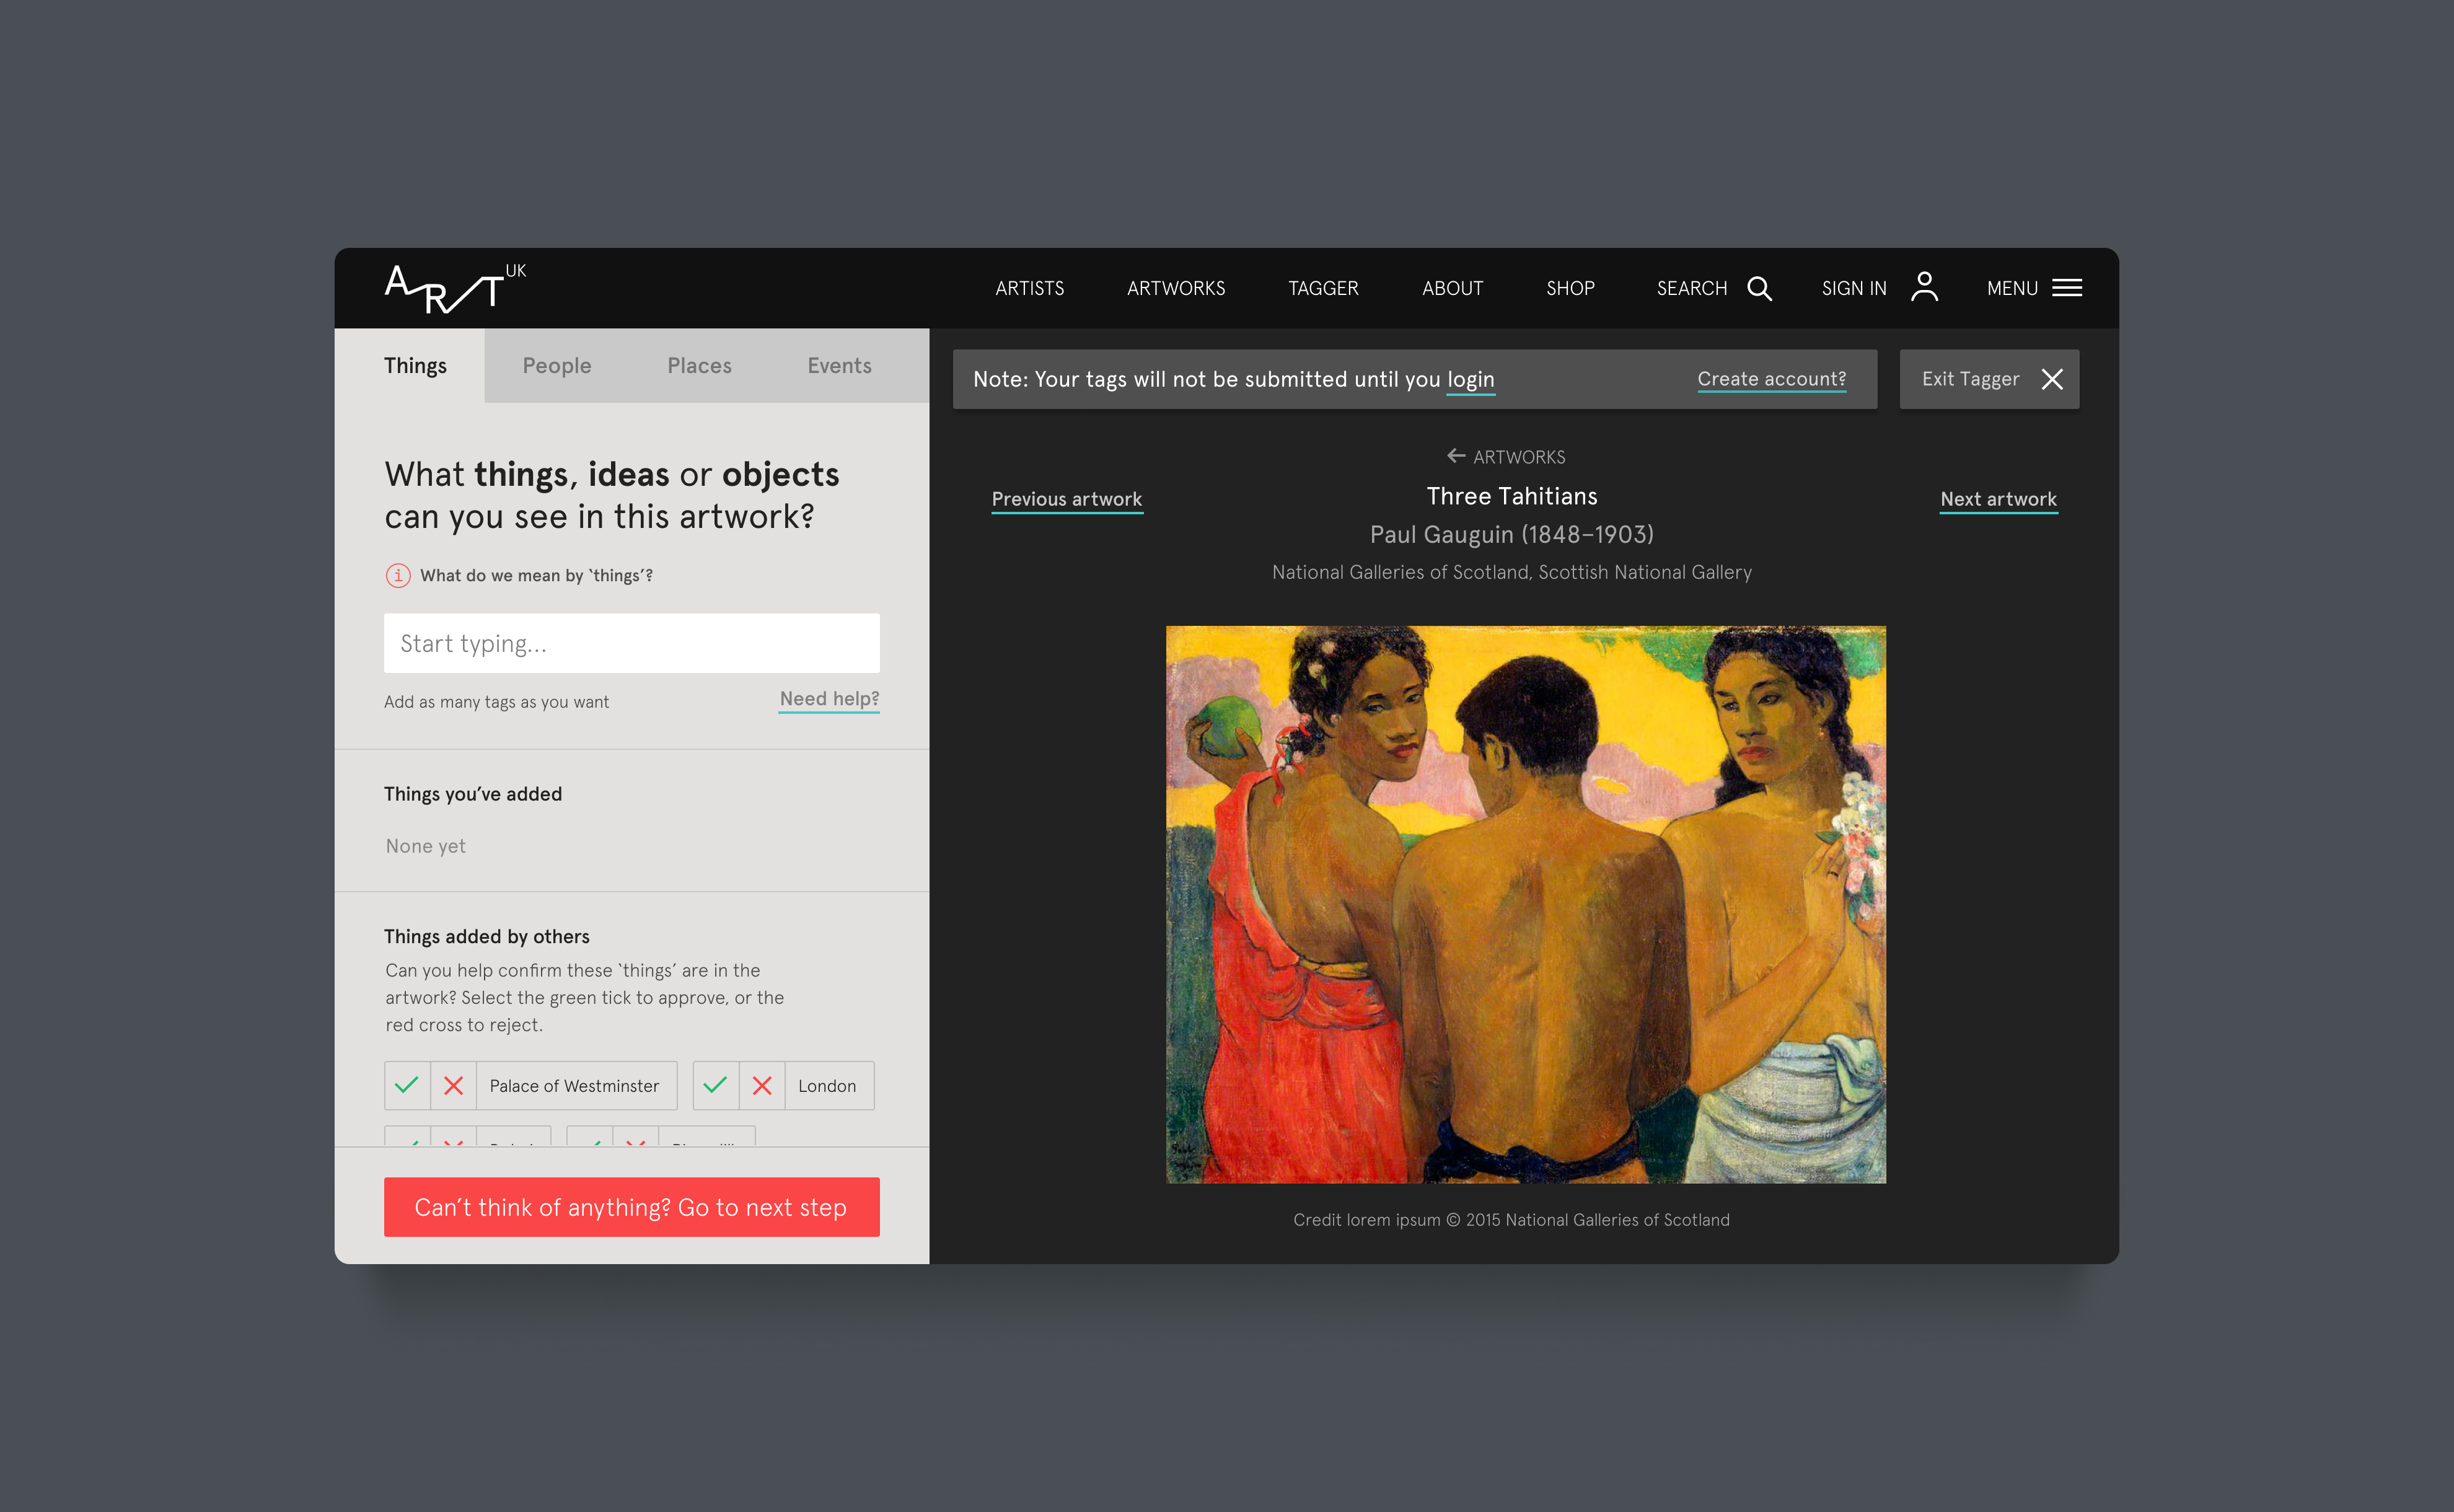 ART UK
ARTISTS
ARTWORKS
TAGGER
ABOUT
SHOP
SEARCH
SIGN IN
MENU
Things
People
Places
Events
What things, ideas or objects
can you see in this artwork?
i What do we mean by ‘things’?
Start typing...
Add as many tags as you want
Need help?
Things you’ve added
None yet
Things added by others
Can you help confirm these ‘things’ are in the
artwork? Select the green tick to approve, or the
red cross to reject.
Palace of Westminster
London
Can’t think of anything? Go to next step
Note: Your tags will not be submitted until you login
Create account?
Exit Tagger
← ARTWORKS
Previous artwork
Three Tahitians
Next artwork
Paul Gauguin (1848–1903)
National Galleries of Scotland, Scottish National Gallery
Credit lorem ipsum © 2015 National Galleries of Scotland